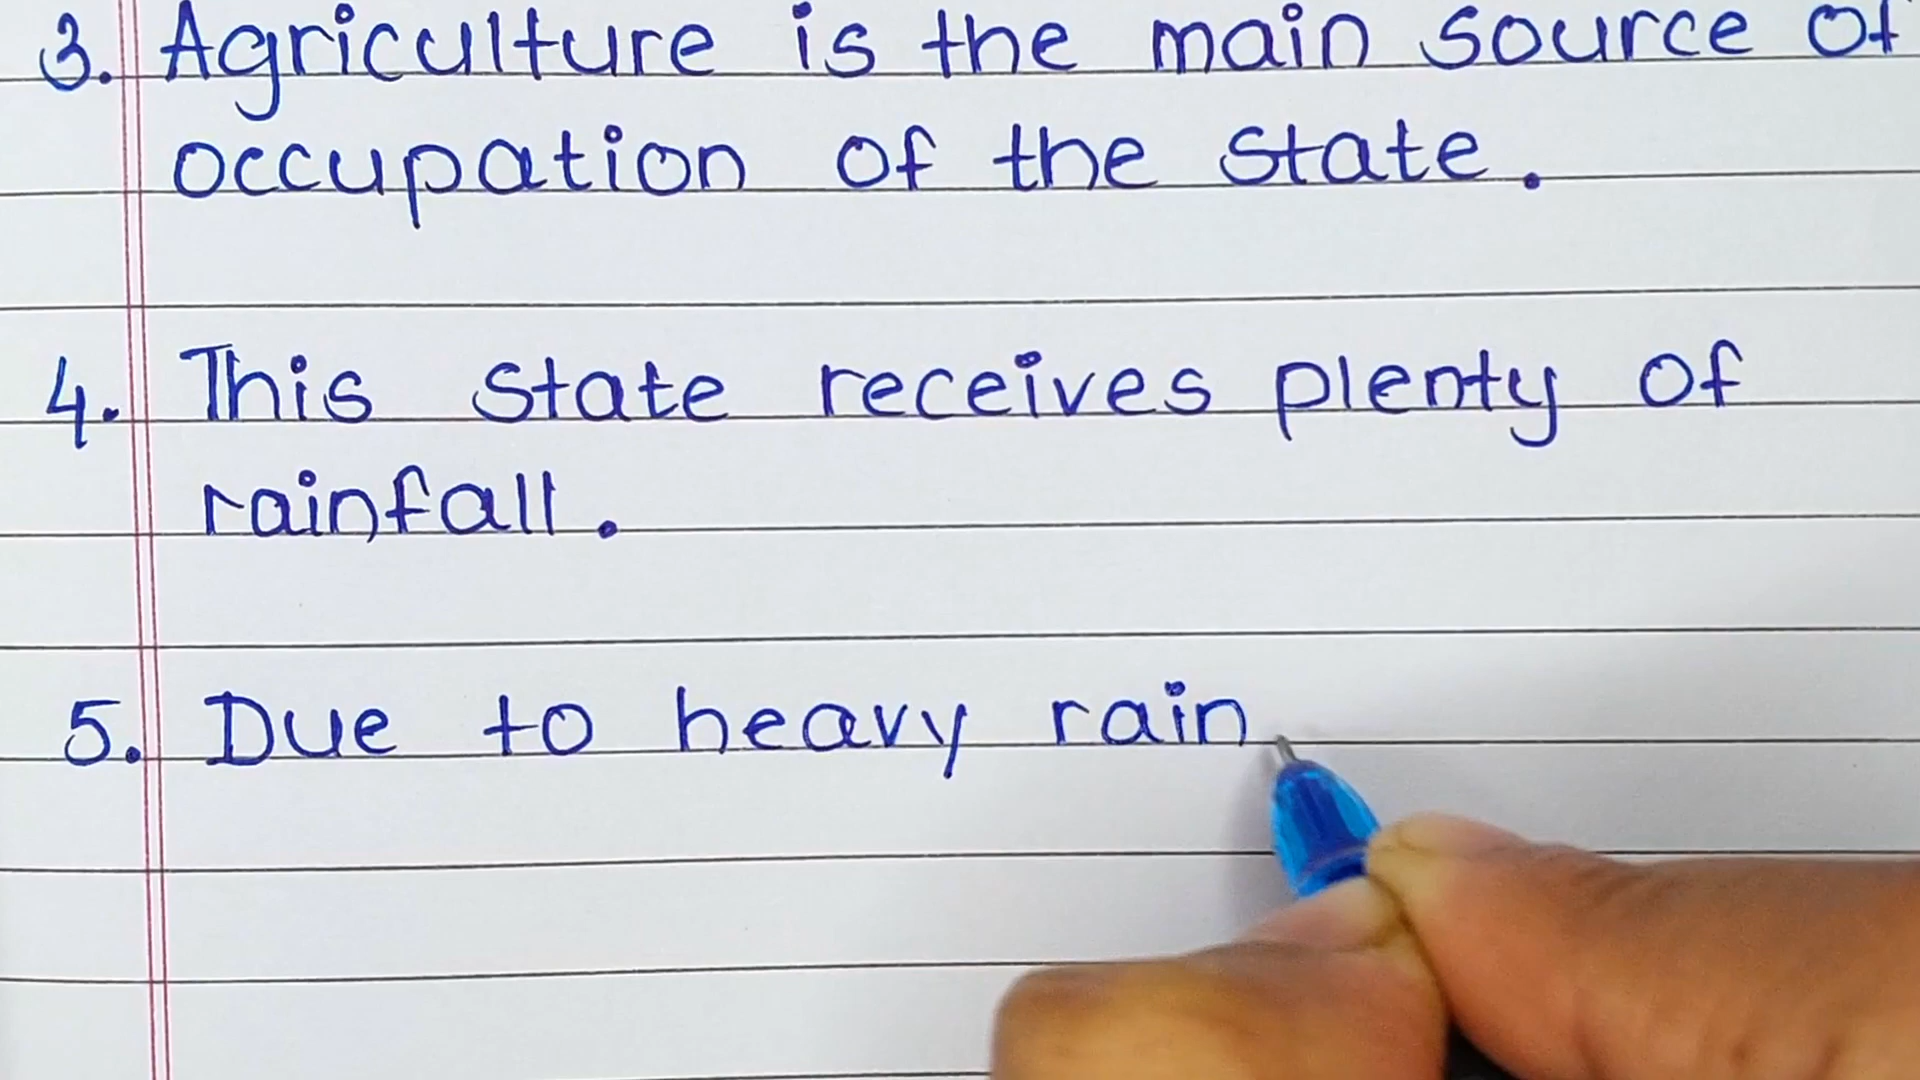 3. Agriculture is the main source of
occupation of the state.
4. This state receives plenty of
rainfall.
5. Due to heavy rain